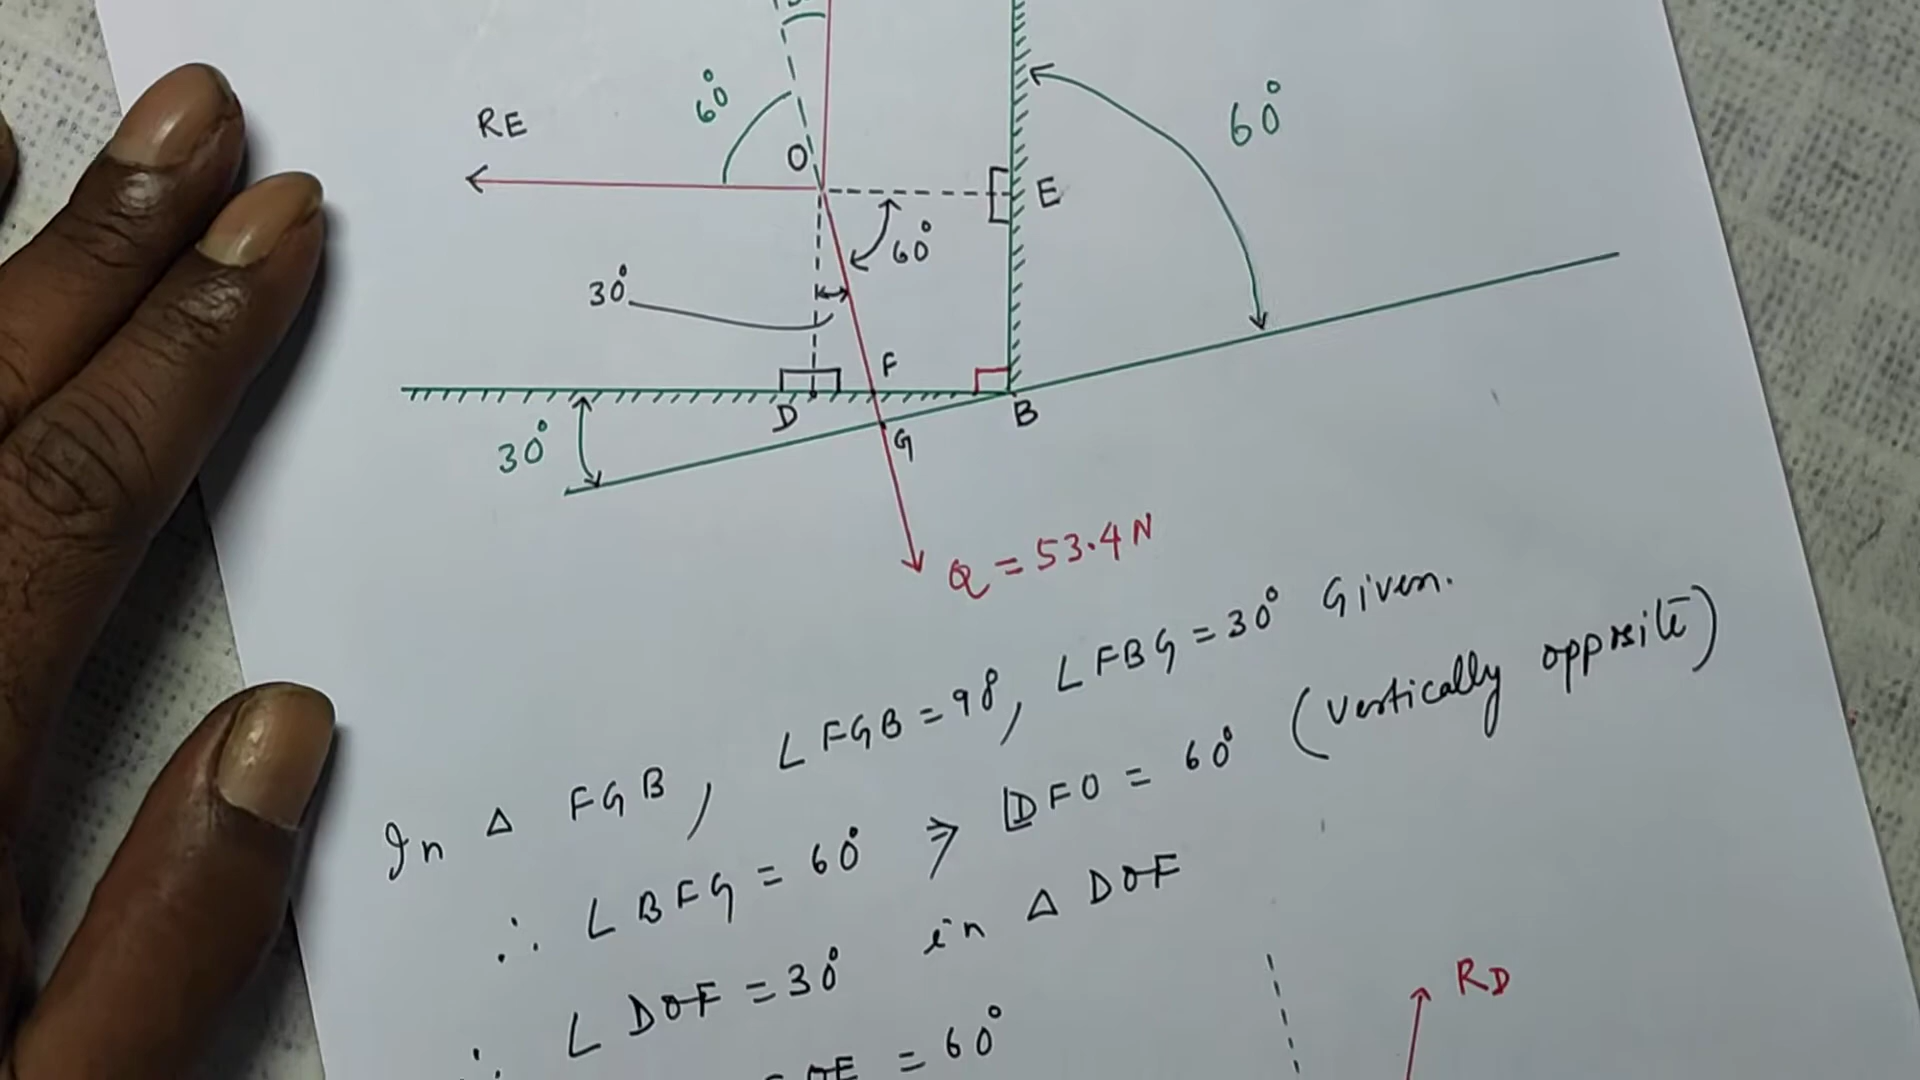 60°
RE
O
60°
E
60°
30°
F
D
B
G
30°
Q = 53.4 N
In △ FGB, ∠FGB = 90, ∠FBG = 30° Given.
∴ ∠BFG = 60° ⇒ ∠DFO = 60° (vertically opposite)
∴ ∠DOF = 30° in △ DOF
OE = 60°
RD